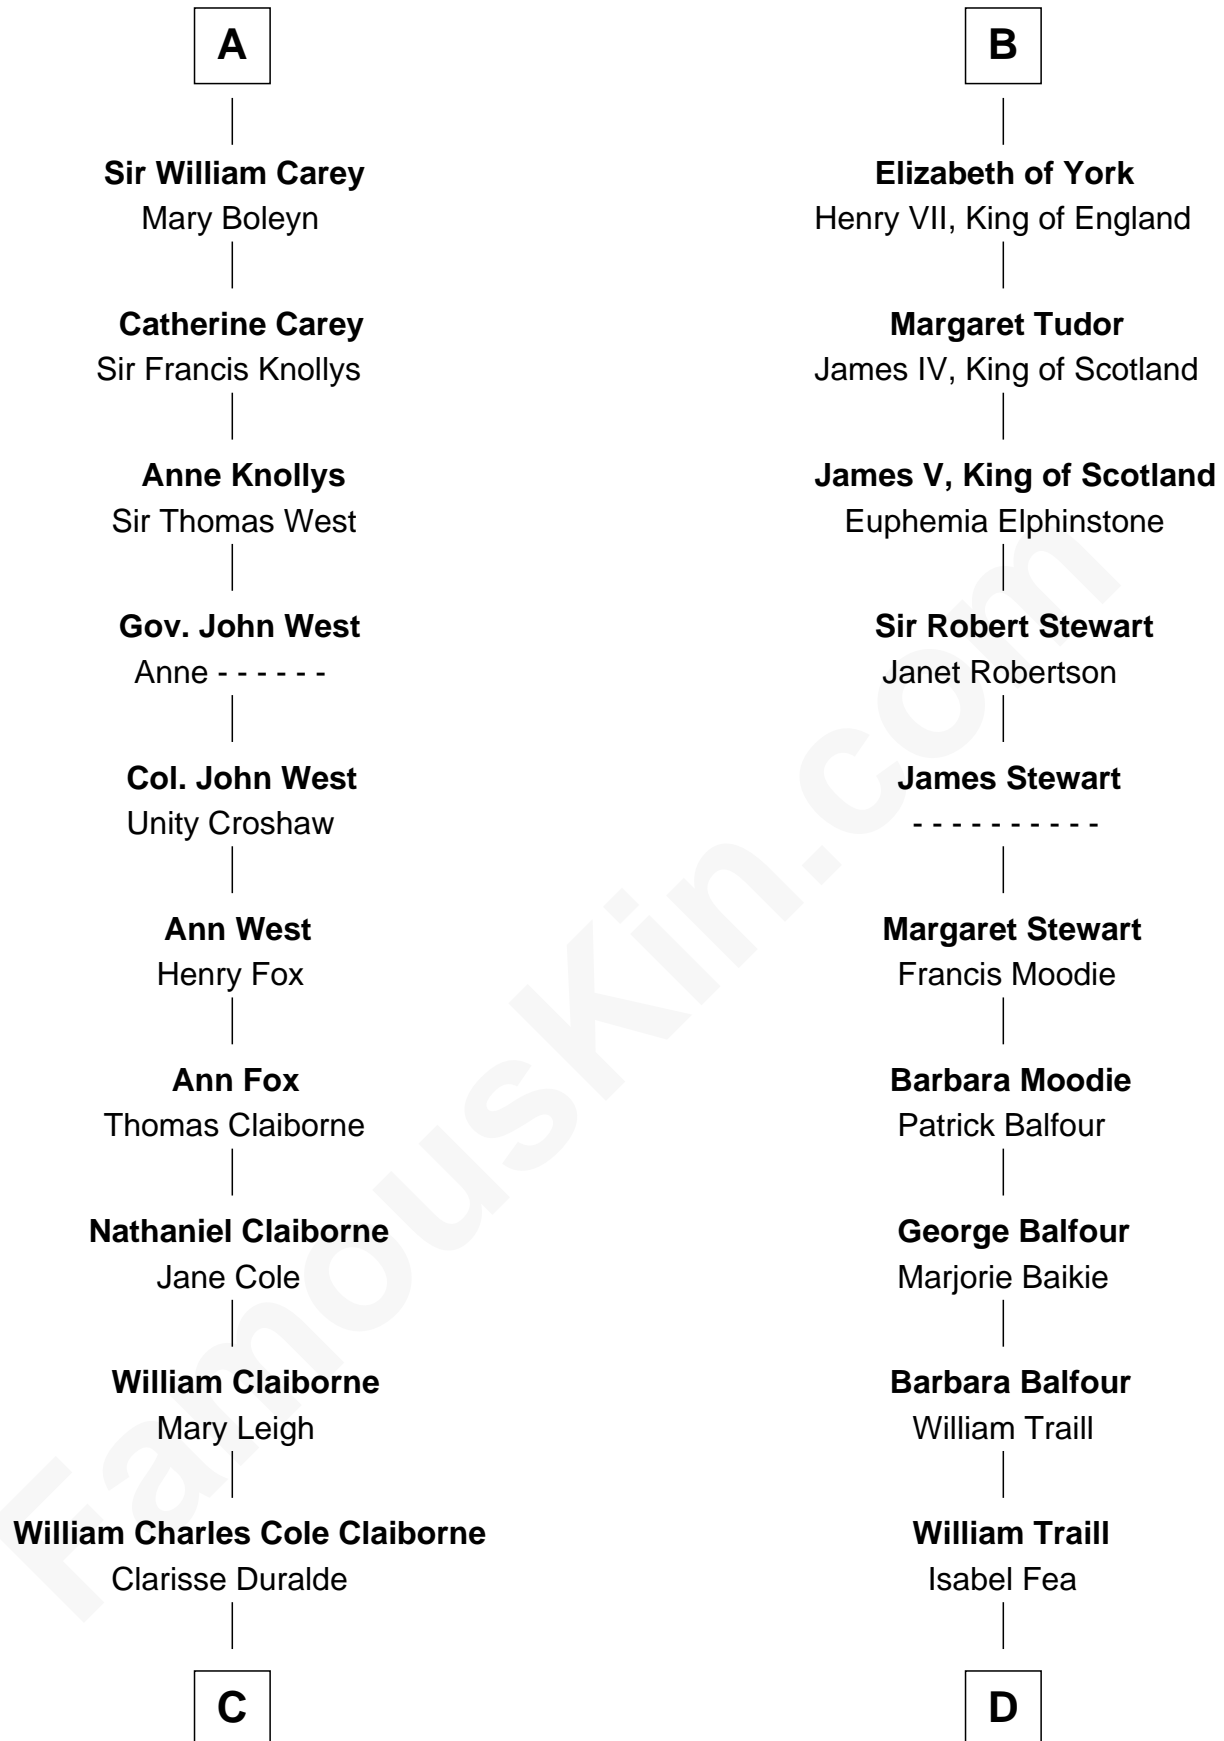 A
Sir William Carey
Mary Boleyn
Catherine Carey
Sir Francis Knollys
Anne Knollys
Sir Thomas West
Gov. John West
Anne - - - - - -
Col. John West
Unity Croshaw
Ann West
Henry Fox
Ann Fox
Thomas Claiborne
Nathaniel Claiborne
Jane Cole
William Claiborne
Mary Leigh
William Charles Cole Claiborne
Clarisse Duralde
C
B
Elizabeth of York
Henry VII, King of England
Margaret Tudor
James IV, King of Scotland
James V, King of Scotland
Euphemia Elphinstone
Sir Robert Stewart
Janet Robertson
James Stewart
- - - - - - - - - -
Margaret Stewart
Francis Moodie
Barbara Moodie
Patrick Balfour
George Balfour
Marjorie Baikie
Barbara Balfour
William Traill
William Traill
Isabel Fea
D
FamousKin.com